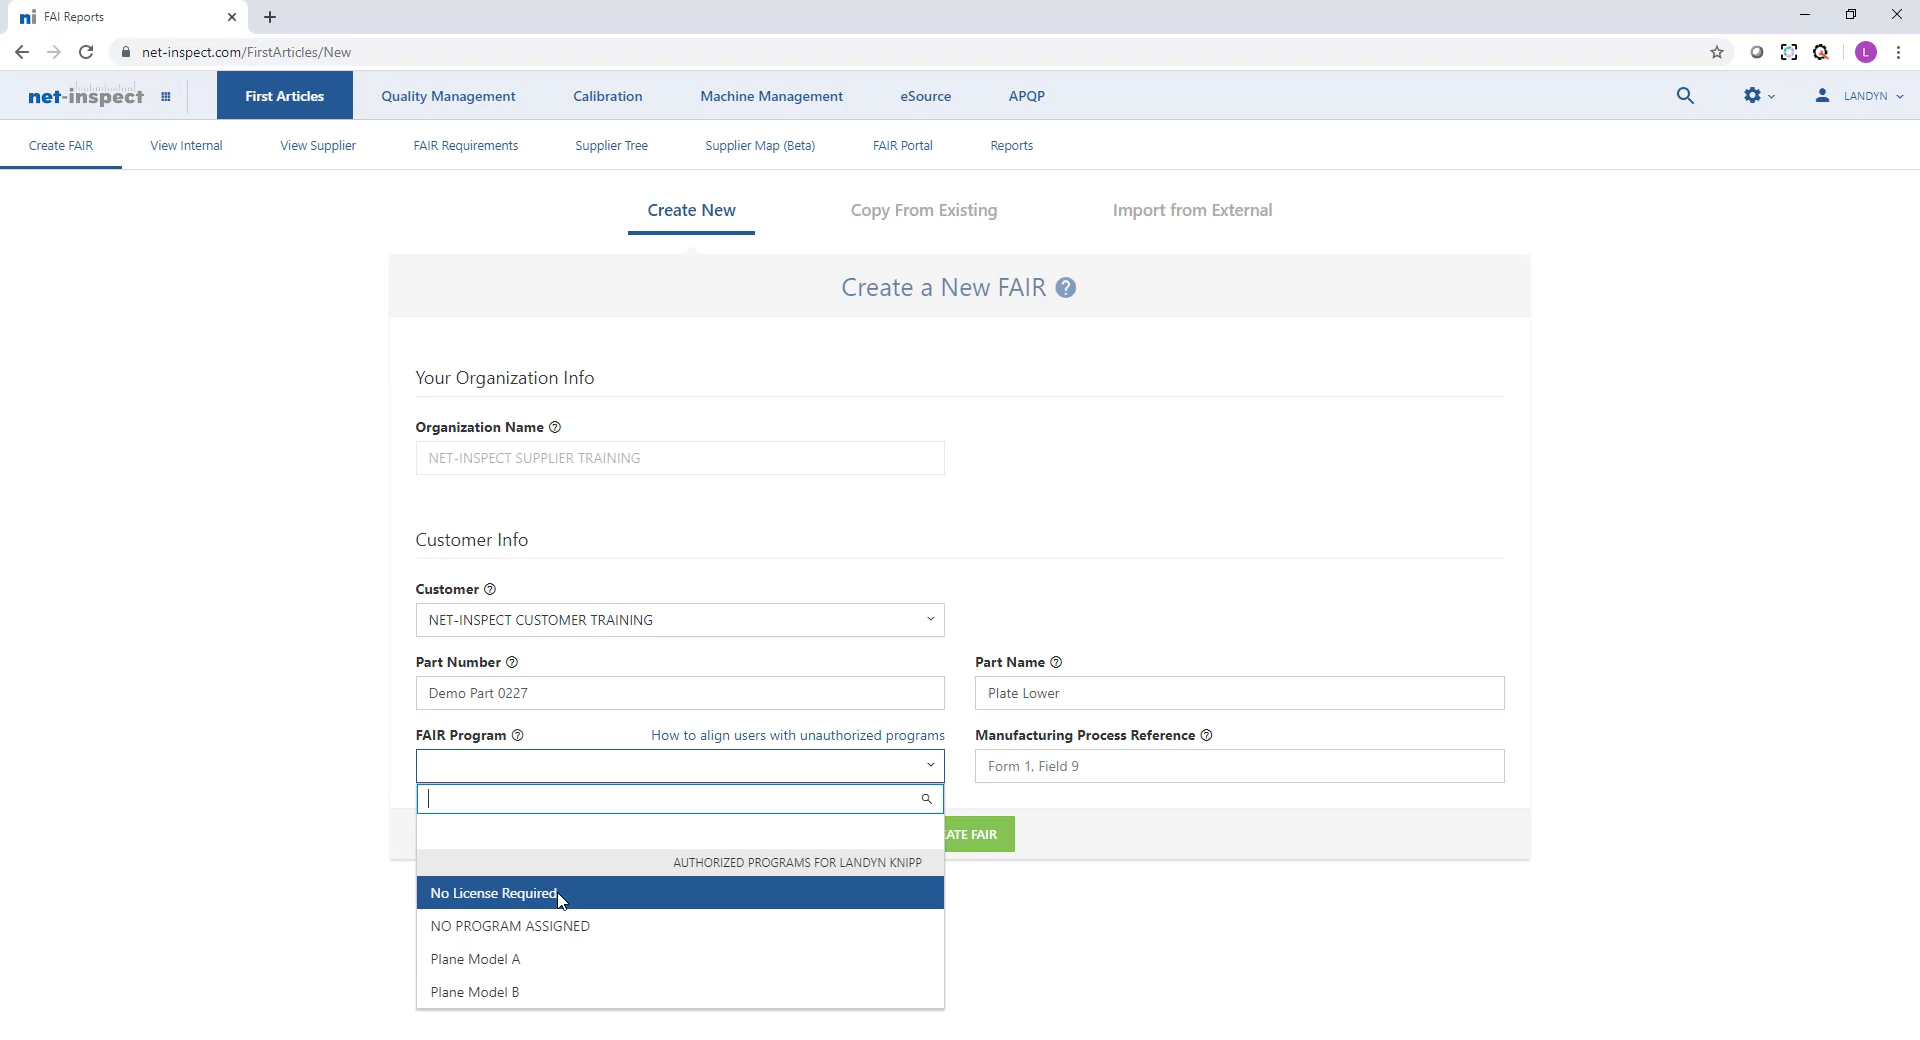 FAI Reports
net-inspect.com/FirstArticles/New
L
net-inspect
First Articles
Quality Management
Calibration
Machine Management
eSource
APQP
LANDYN
Create FAIR
View Internal
View Supplier
FAIR Requirements
Supplier Tree
Supplier Map (Beta)
FAIR Portal
Reports
Create New
Copy From Existing
Import from External
Create a New FAIR
Your Organization Info
Organization Name
NET-INSPECT SUPPLIER TRAINING
Customer Info
Customer
NET-INSPECT CUSTOMER TRAINING
Part Number
Part Name
Demo Part 0227
Plate Lower
FAIR Program
How to align users with unauthorized programs
Manufacturing Process Reference
Form 1, Field 9
ATE FAIR
AUTHORIZED PROGRAMS FOR LANDYN KNIPP
No License Required
NO PROGRAM ASSIGNED
Plane Model A
Plane Model B